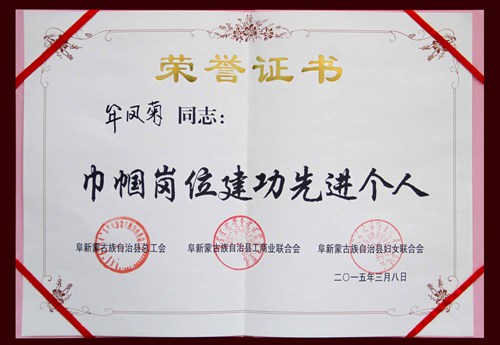 荣誉证书
牟凤菊 同志：
巾帼岗位建功先进个人
阜新蒙古族自治县总工会 阜新蒙古族自治县工商业联合会 阜新蒙古族自治县妇女联合会
二〇一五年三月八日